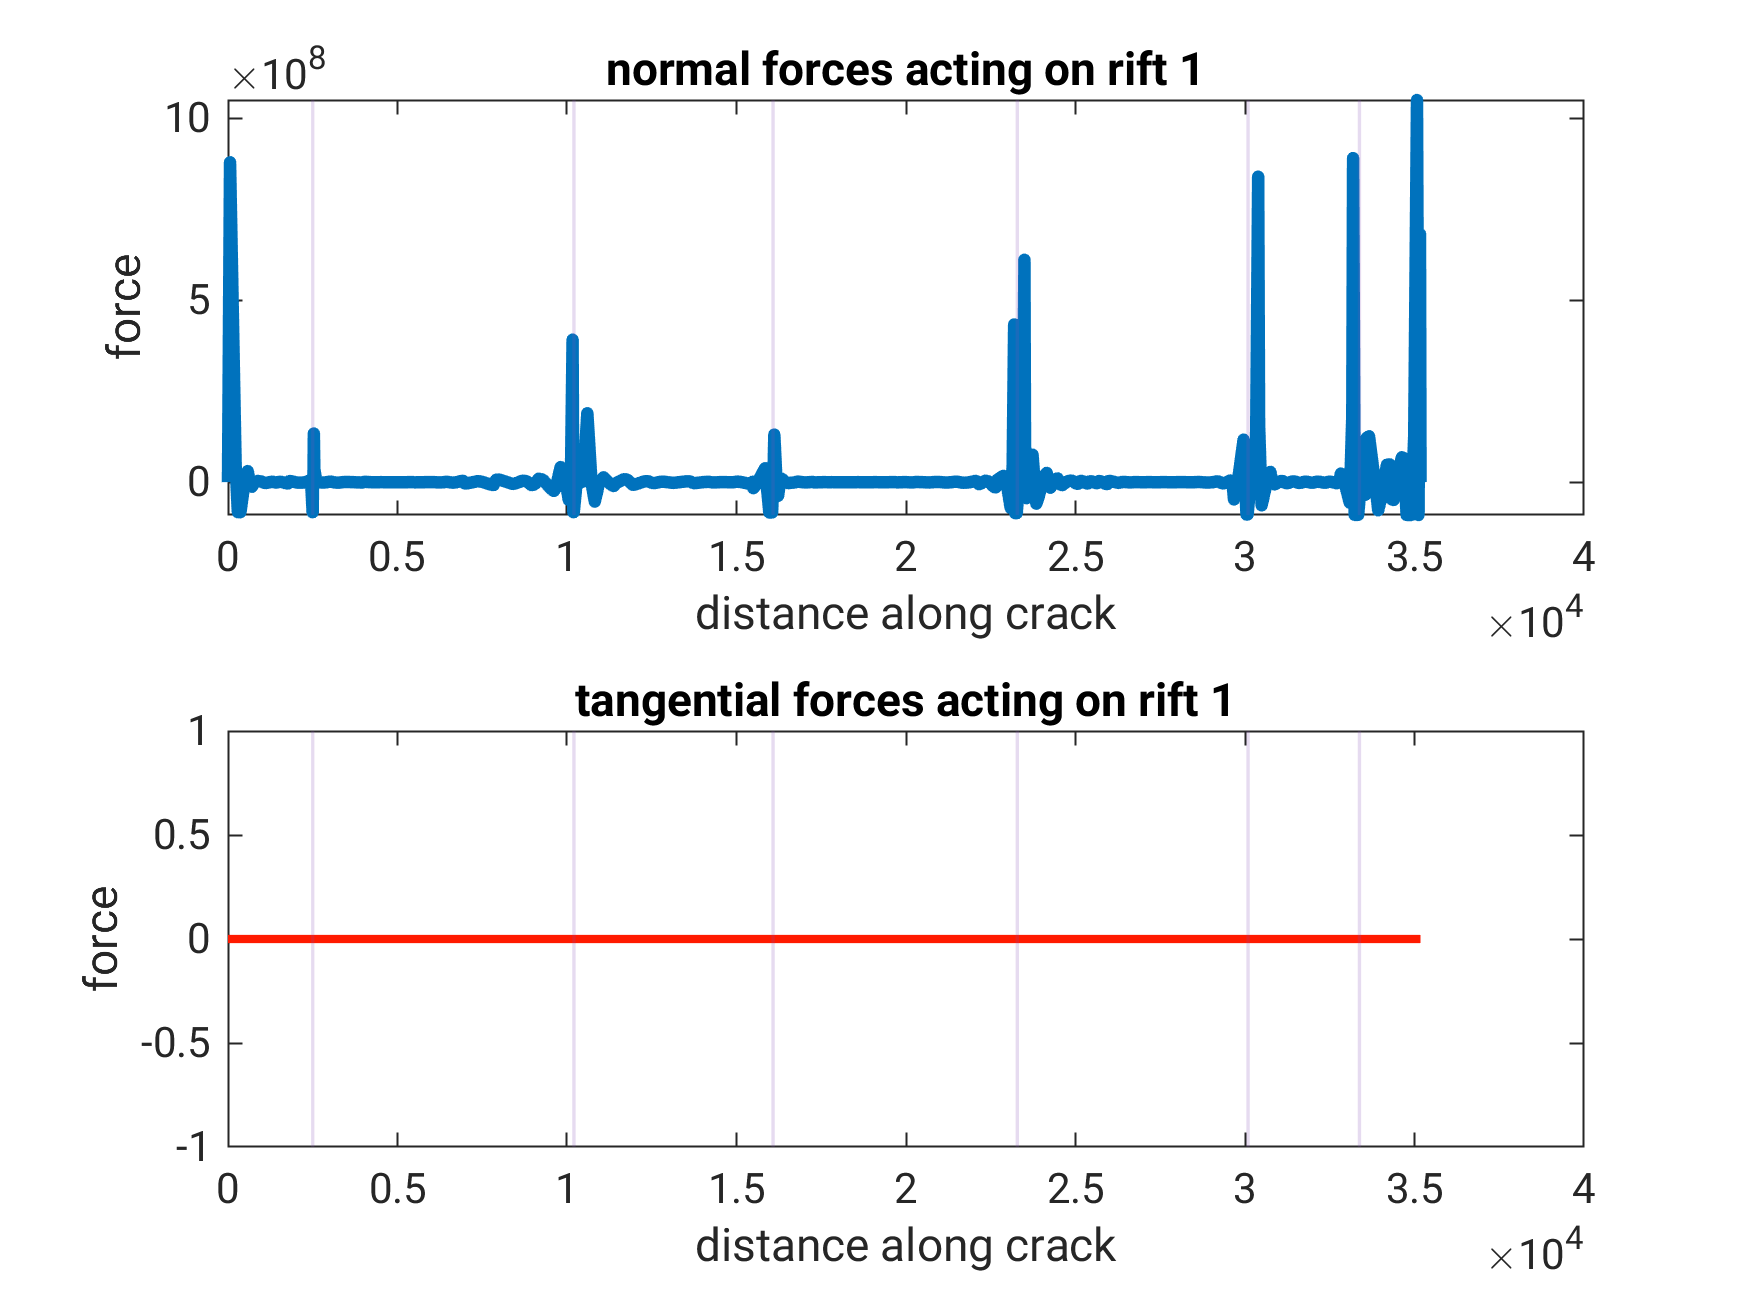 ×10^8
normal forces acting on rift 1
10
5
0
force
0 0.5 1 1.5 2 2.5 3 3.5 4
distance along crack
×10^4
tangential forces acting on rift 1
1
0.5
0
-0.5
-1
force
0 0.5 1 1.5 2 2.5 3 3.5 4
distance along crack
×10^4